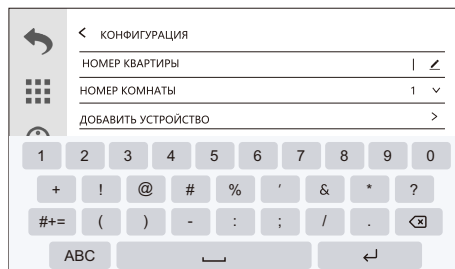 КОНФИГУРАЦИЯ
НОМЕР КВАРТИРЫ
НОМЕР КОМНАТЫ 1
ДОБАВИТЬ УСТРОЙСТВО
1 2 3 4 5 6 7 8 9 0
+ ! @ # % ' & * ?
#+= ( ) - : ; / .
ABC